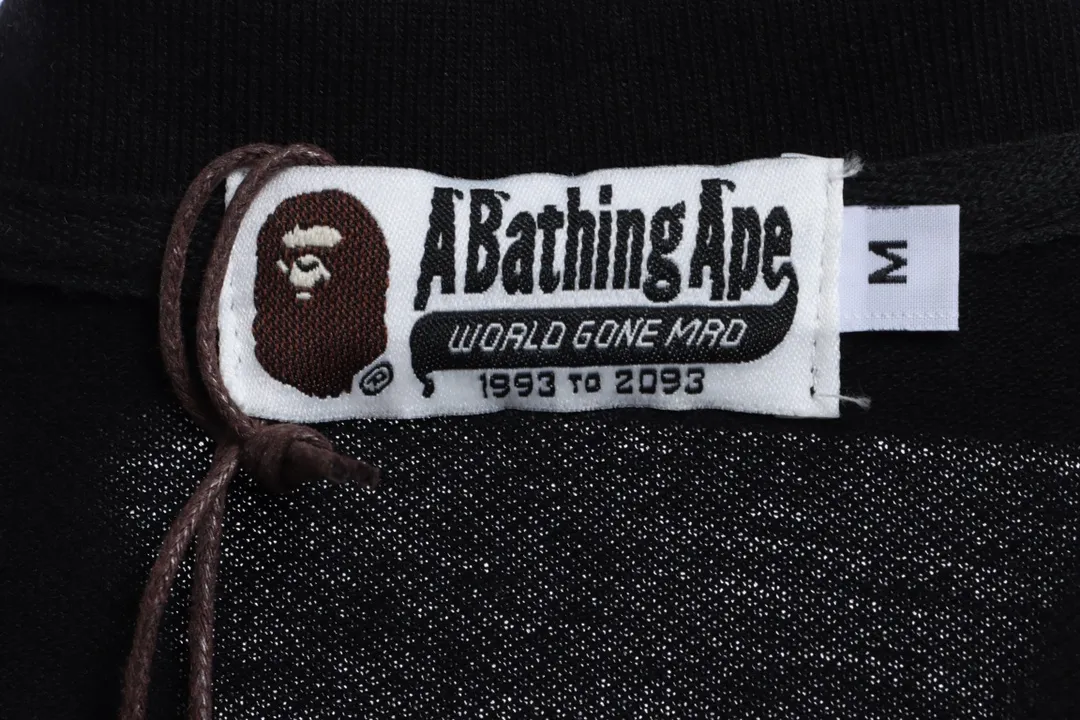 A Bathing Ape
WORLD GONE MAD
1993 TO 2093
®
M